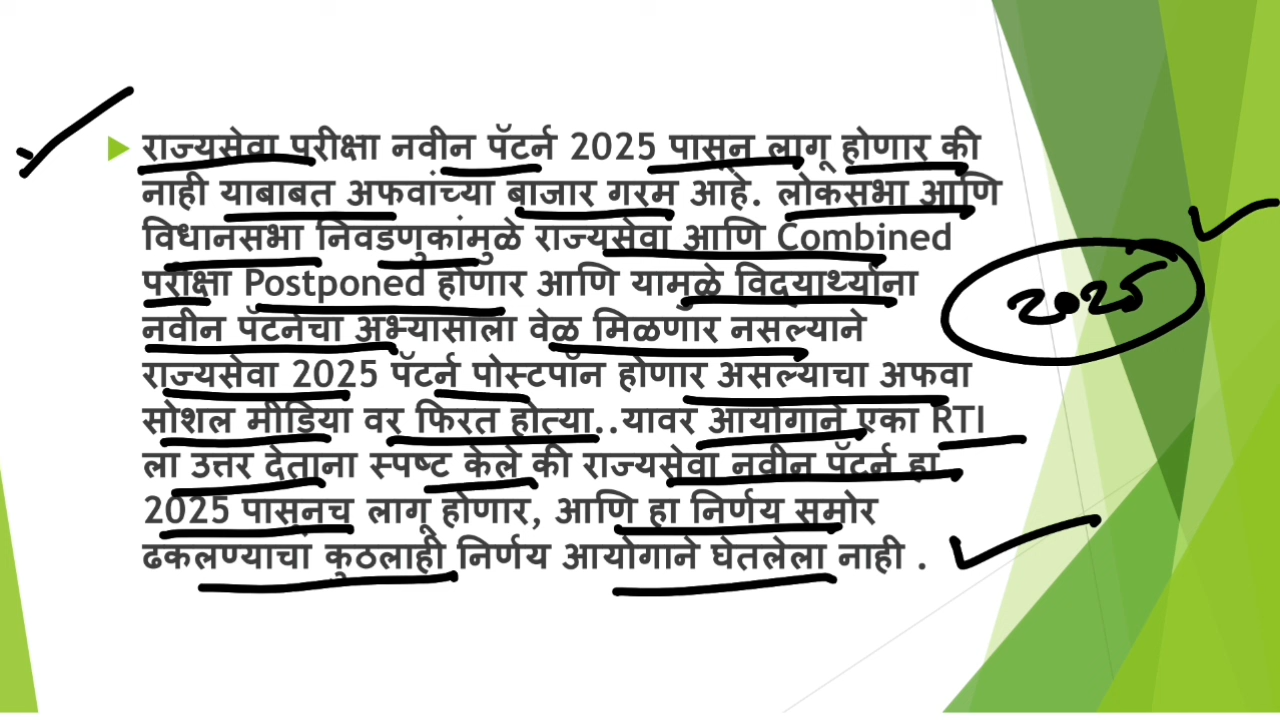 राज्यसेवा परीक्षा नवीन पॅटर्न 2025 पासून लागू होणार की
नाही याबाबत अफवांच्या बाजार गरम आहे. लोकसभा आणि
विधानसभा निवडणुकांमुळे राज्यसेवा आणि Combined
परीक्षा Postponed होणार आणि यामुळे विद्यार्थ्यांना
नवीन पॅटर्नचा अभ्यासाला वेळ मिळणार नसल्याने
राज्यसेवा 2025 पॅटर्न पोस्टपॉन होणार असल्याचा अफवा
सोशल मीडिया वर फिरत होत्या..यावर आयोगाने एका RTI
ला उत्तर देताना स्पष्ट केले की राज्यसेवा नवीन पॅटर्न हा
2025 पासूनच लागू होणार, आणि हा निर्णय समोर
ढकलण्याचा कुठलाही निर्णय आयोगाने घेतलेला नाही .
2025